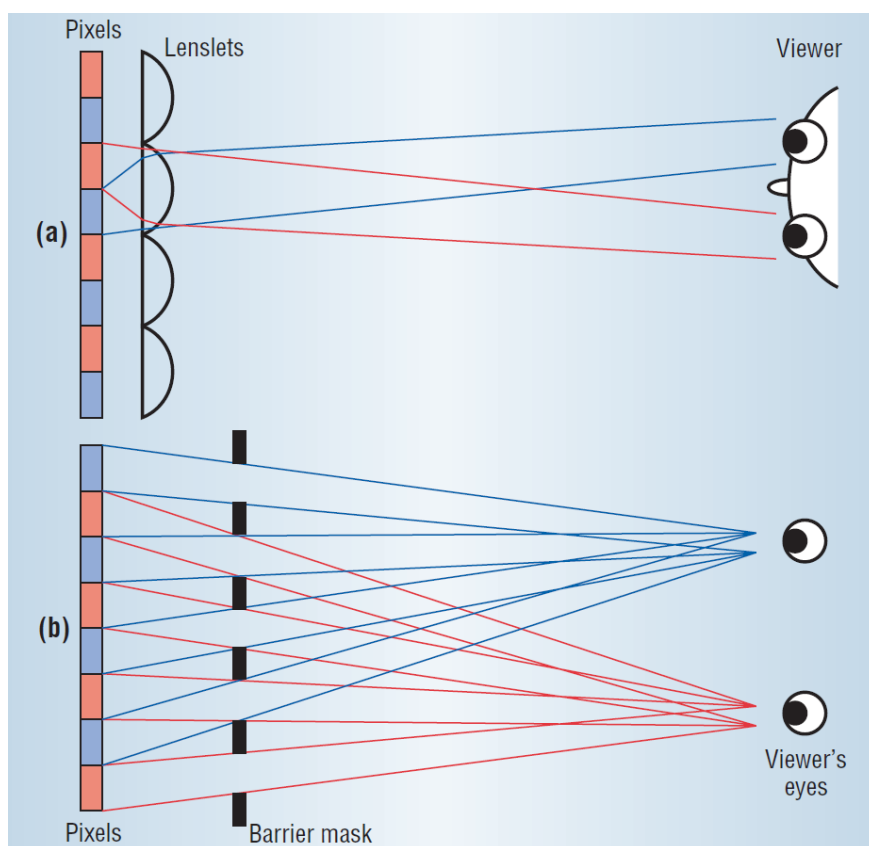 Pixels
Lenslets
Viewer
(a)
(b)
Viewer's
eyes
Pixels
Barrier mask